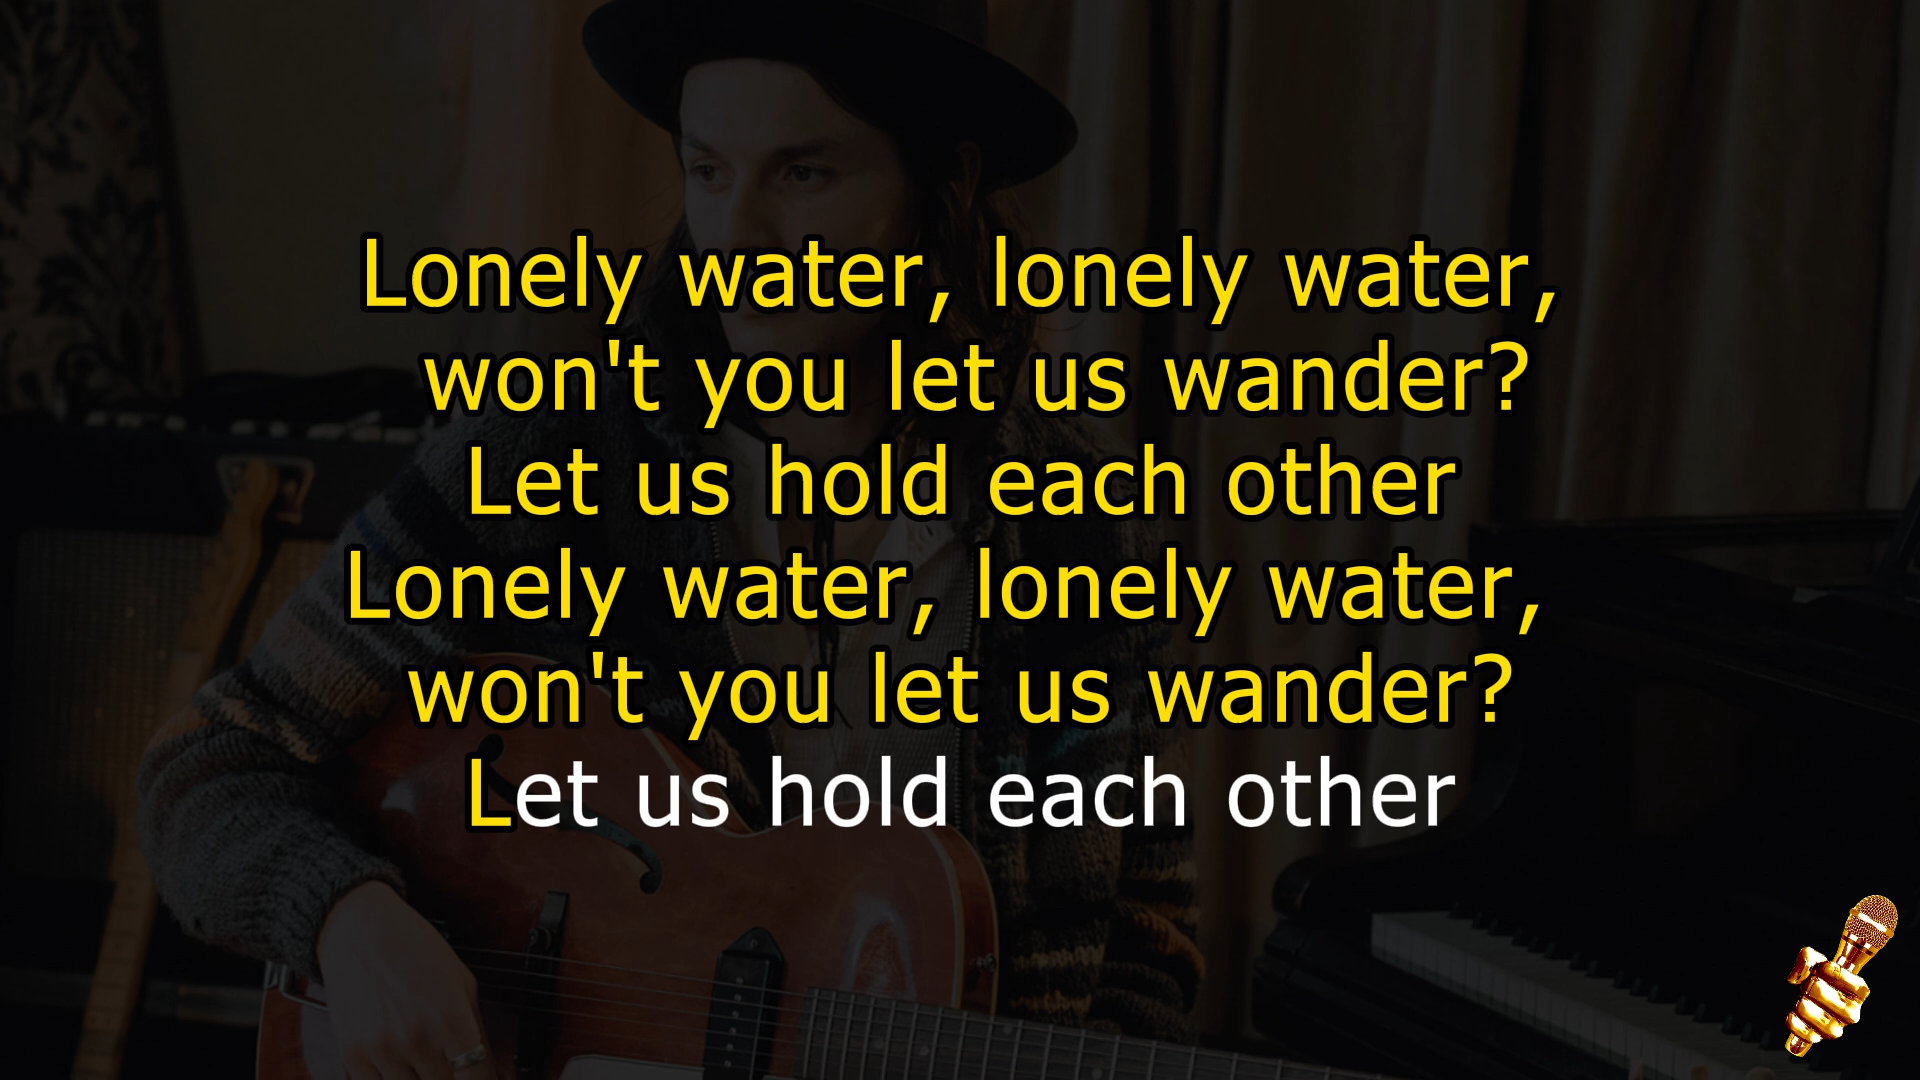 Lonely water, lonely water,
won't you let us wander?
Let us hold each other
Lonely water, lonely water,
won't you let us wander?
Let us hold each other